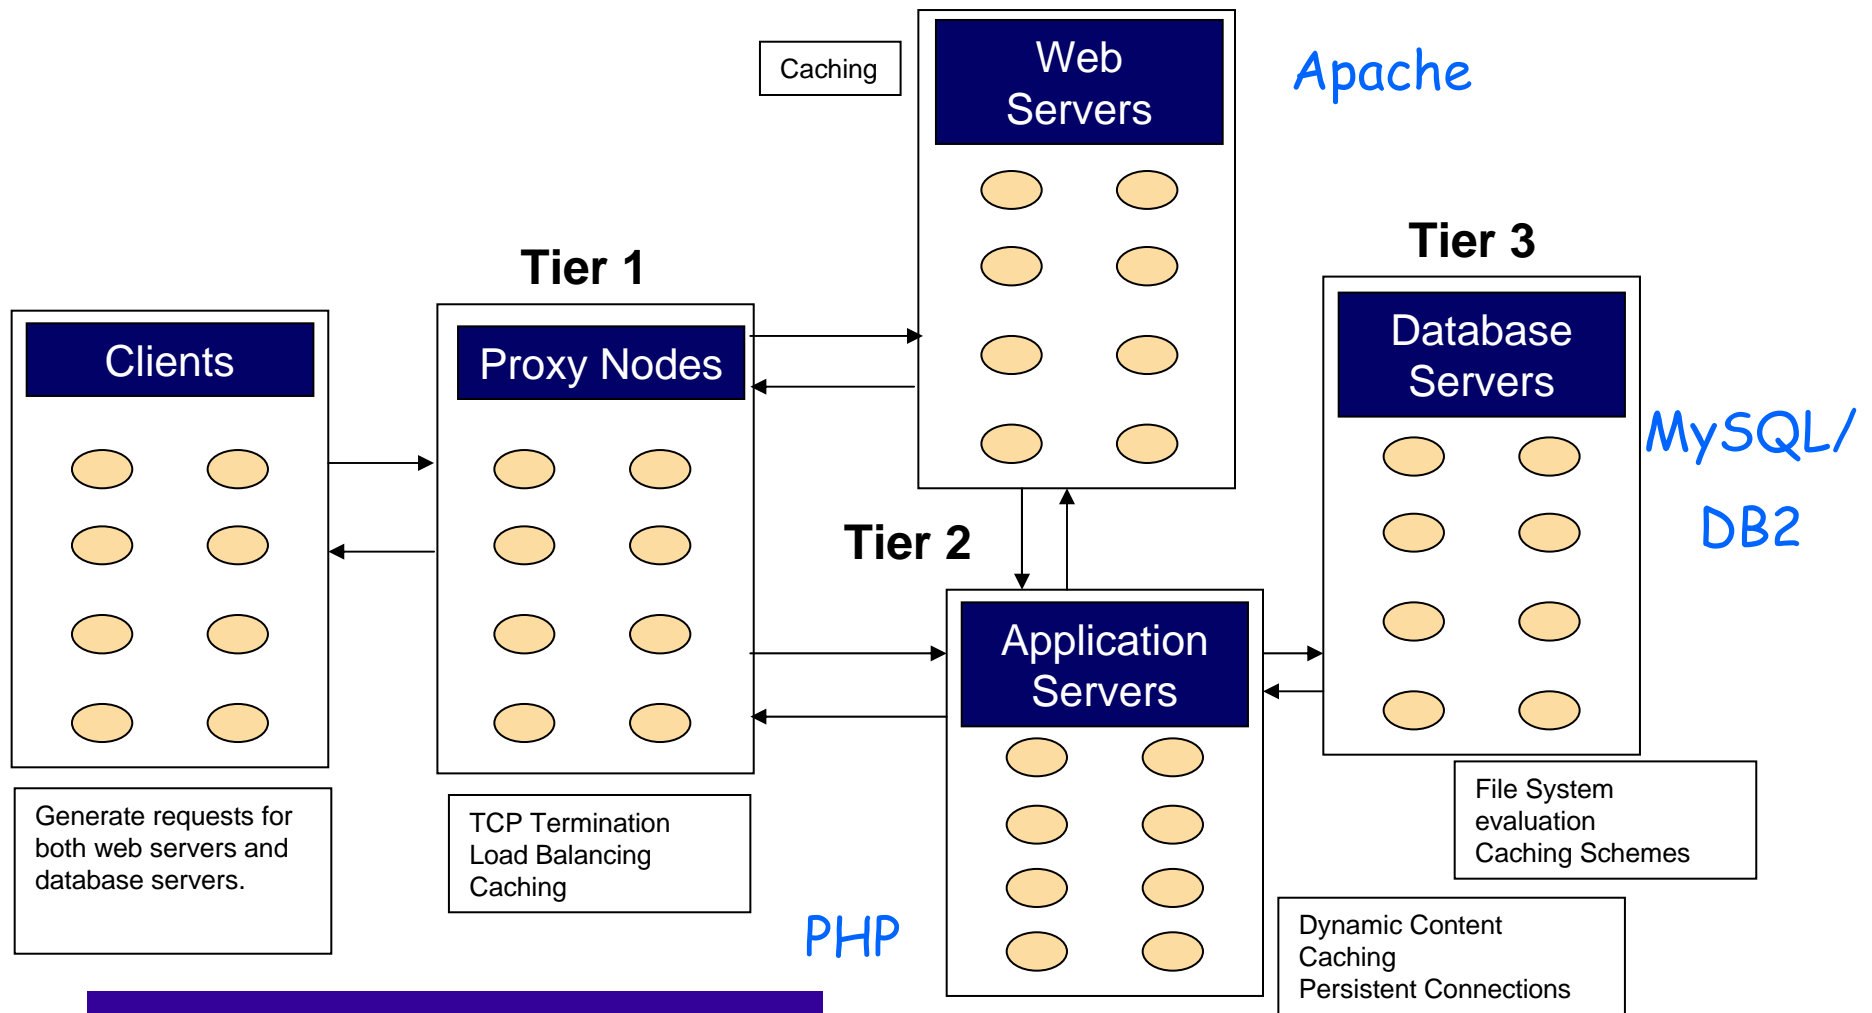 Caching
Web
Servers
Apache
Tier 1
Tier 3
Clients
Proxy Nodes
Database
Servers
MySQL/
DB2
Tier 2
Application
Servers
Generate requests for
both web servers and
database servers.
TCP Termination
Load Balancing
Caching
File System
evaluation
Caching Schemes
PHP
Dynamic Content
Caching
Persistent Connections